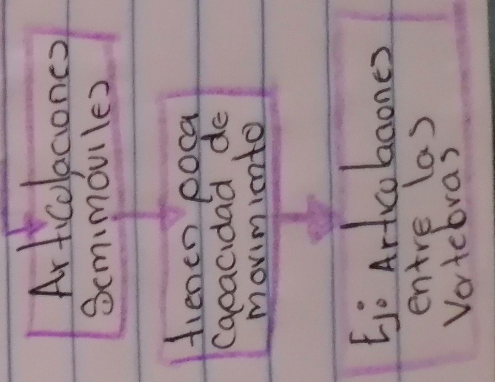 Articulaciones
Semimóviles
tienen poca
capacidad de
movimiento
Ej: Articulaciones
entre las
Vertebras